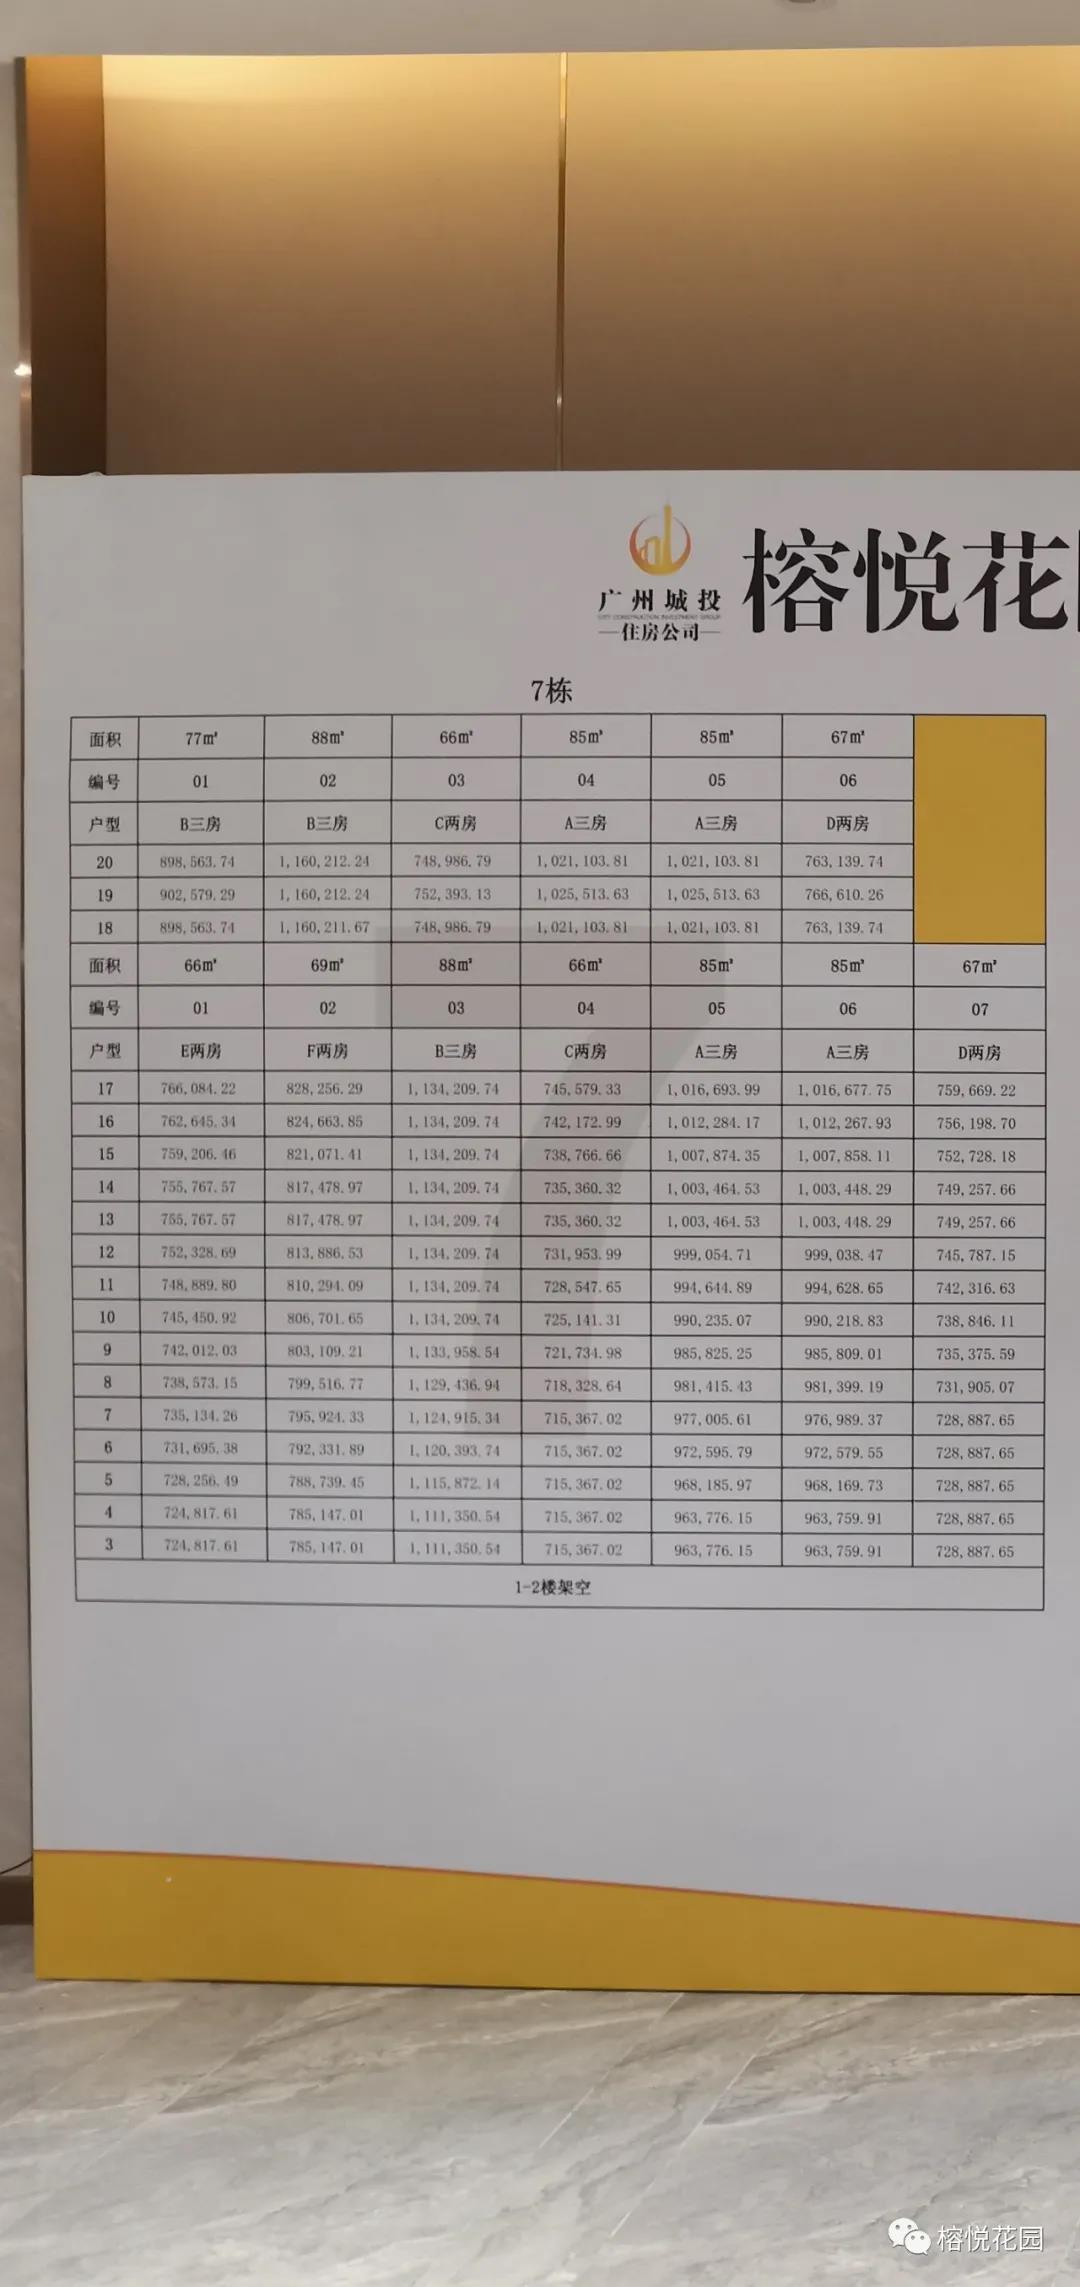 广州城投
CITY CONSTRUCTION INVESTMENT GROUP
住房公司
榕悦花
7栋
面积 77㎡ 88㎡ 66㎡ 85㎡ 85㎡ 67㎡
编号 01 02 03 04 05 06
户型 B三房 B三房 C两房 A三房 A三房 D两房
20 898,563.74 1,160,212.24 748,986.79 1,021,103.81 1,021,103.81 763,139.74
19 902,579.29 1,160,212.24 752,393.13 1,025,513.63 1,025,513.63 766,610.26
18 898,563.74 1,160,211.67 748,986.79 1,021,103.81 1,021,103.81 763,139.74
面积 66㎡ 69㎡ 88㎡ 66㎡ 85㎡ 85㎡ 67㎡
编号 01 02 03 04 05 06 07
户型 E两房 F两房 B三房 C两房 A三房 A三房 D两房
17 766,084.22 828,256.29 1,134,209.74 745,579.33 1,016,693.99 1,016,677.75 759,669.22
16 762,645.34 824,663.85 1,134,209.74 742,172.99 1,012,284.17 1,012,267.93 756,198.70
15 759,206.46 821,071.41 1,134,209.74 738,766.66 1,007,874.35 1,007,858.11 752,728.18
14 755,767.57 817,478.97 1,134,209.74 735,360.32 1,003,464.53 1,003,448.29 749,257.66
13 755,767.57 817,478.97 1,134,209.74 735,360.32 1,003,464.53 1,003,448.29 749,257.66
12 752,328.69 813,886.53 1,134,209.74 731,953.99 999,054.71 999,038.47 745,787.15
11 748,889.80 810,294.09 1,134,209.74 728,547.65 994,644.89 994,628.65 742,316.63
10 745,450.92 806,701.65 1,134,209.74 725,141.31 990,235.07 990,218.83 738,846.11
9 742,012.03 803,109.21 1,133,958.54 721,734.98 985,825.25 985,809.01 735,375.59
8 738,573.15 799,516.77 1,129,436.94 718,328.64 981,415.43 981,399.19 731,905.07
7 735,134.26 795,924.33 1,124,915.34 715,367.02 977,005.61 976,989.37 728,887.65
6 731,695.38 792,331.89 1,120,393.74 715,367.02 972,595.79 972,579.55 728,887.65
5 728,256.49 788,739.45 1,115,872.14 715,367.02 968,185.97 968,169.73 728,887.65
4 724,817.61 785,147.01 1,111,350.54 715,367.02 963,776.15 963,759.91 728,887.65
3 724,817.61 785,147.01 1,111,350.54 715,367.02 963,776.15 963,759.91 728,887.65
1-2楼架空
7
榕悦花园